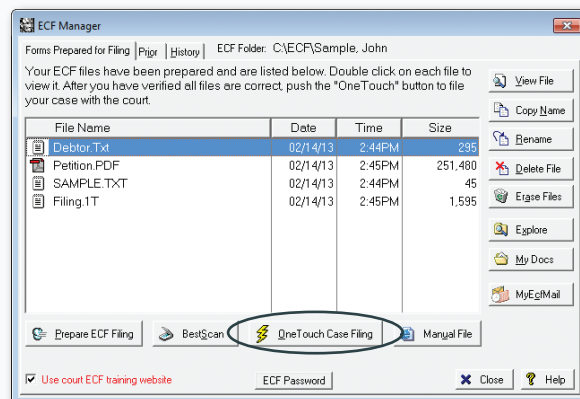 ECF Manager
Forms Prepared for Filing Prior History ECF Folder: C:\ECF\Sample, John
Your ECF files have been prepared and are listed below. Double click on each file to
view it. After you have verified all files are correct, push the "OneTouch" button to file
your case with the court.
View File
Copy Name
Rename
Delete File
Erase Files
Explore
My Docs
MyEcfMail
File Name Date Time Size
Debtor.Txt 02/14/13 2:44PM 295
Petition.PDF 02/14/13 2:45PM 251,480
SAMPLE.TXT 02/14/13 2:44PM 45
Filing.1T 02/14/13 2:45PM 1,595
Prepare ECF Filing BestScan OneTouch Case Filing Manual File
Use court ECF training website ECF Password Close Help